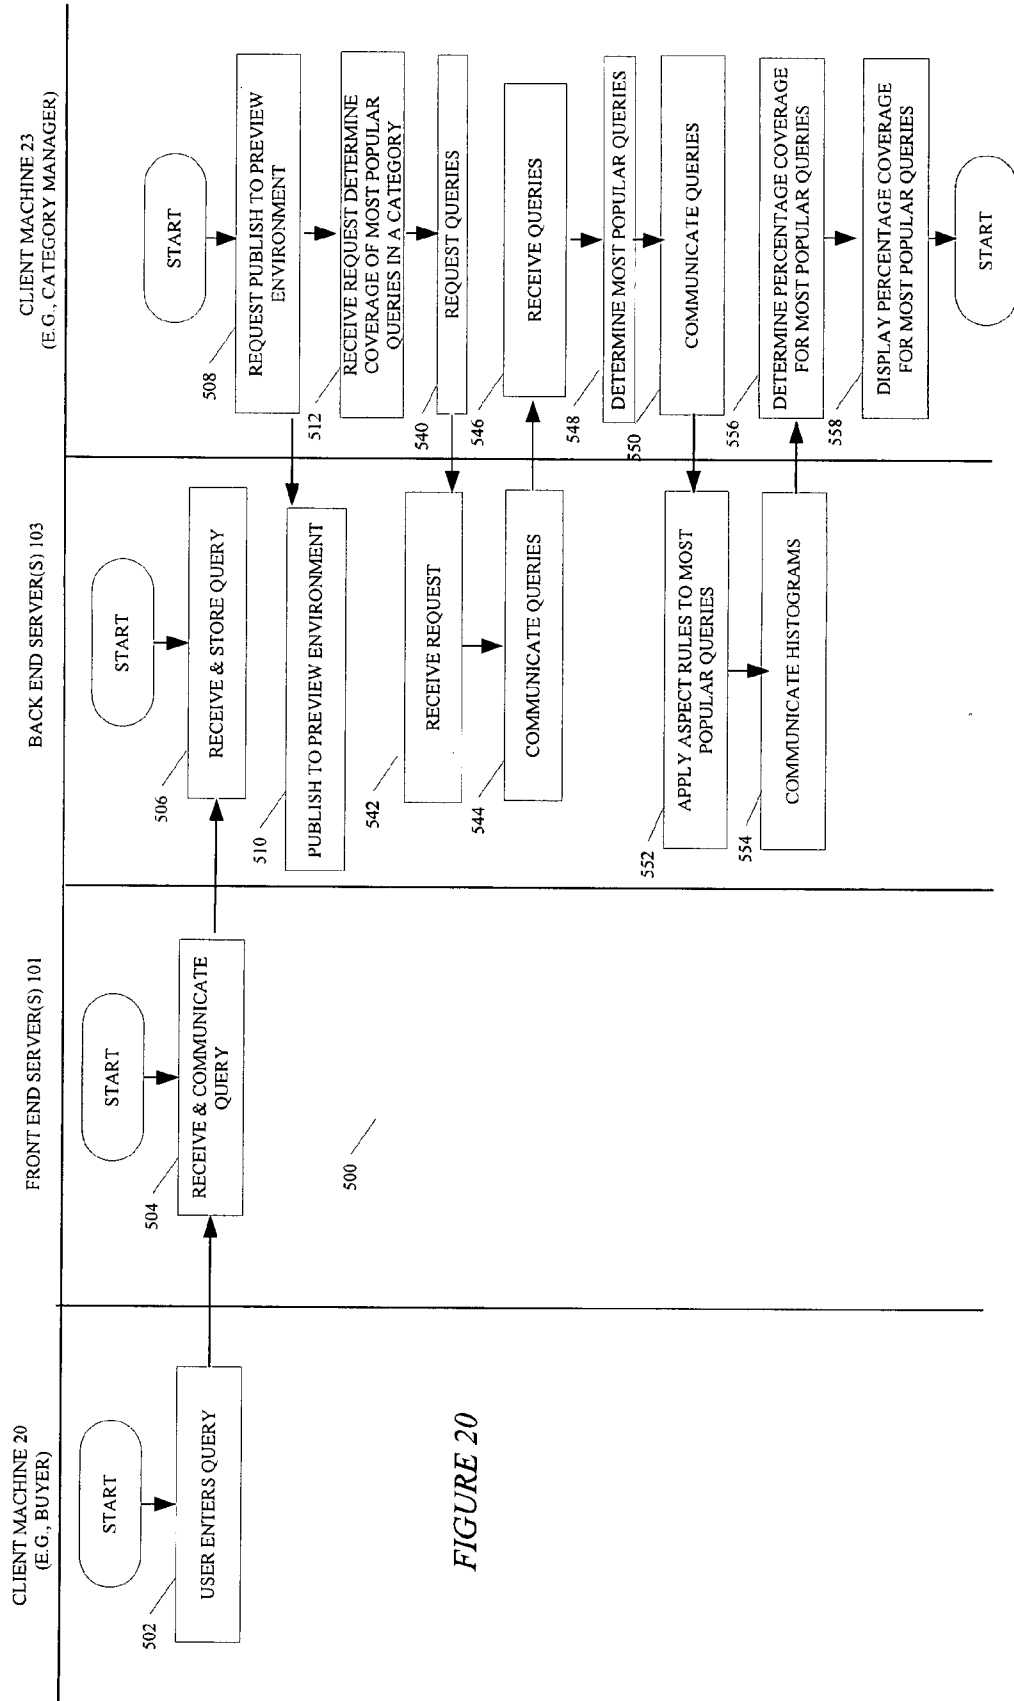 CLIENT MACHINE 20
(E.G., BUYER)
START
502
USER ENTERS QUERY
FRONT END SERVER(S) 101
START
504
RECEIVE & COMMUNICATE
QUERY
500
BACK END SERVER(S) 103
START
506
RECEIVE & STORE QUERY
510
PUBLISH TO PREVIEW ENVIRONMENT
542
RECEIVE REQUEST
544
COMMUNICATE QUERIES
552
APPLY ASPECT RULES TO MOST
POPULAR QUERIES
554
COMMUNICATE HISTOGRAMS
CLIENT MACHINE 23
(E.G., CATEGORY MANAGER)
START
508
REQUEST PUBLISH TO PREVIEW
ENVIRONMENT
512
RECEIVE REQUEST DETERMINE
COVERAGE OF MOST POPULAR
QUERIES IN A CATEGORY
540
REQUEST QUERIES
546
RECEIVE QUERIES
548
DETERMINE MOST POPULAR QUERIES
550
COMMUNICATE QUERIES
556
DETERMINE PERCENTAGE COVERAGE
FOR MOST POPULAR QUERIES
558
DISPLAY PERCENTAGE COVERAGE
FOR MOST POPULAR QUERIES
START
FIGURE 20